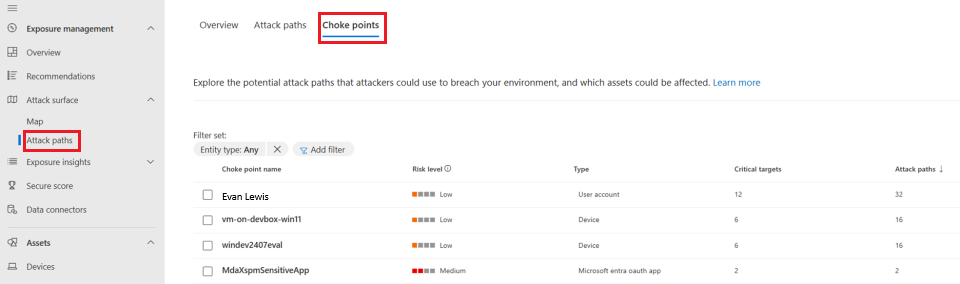 Exposure management
Overview
Recommendations
Attack surface
Map
Attack paths
Exposure insights
Secure score
Data connectors
Assets
Devices
Overview Attack paths Choke points
Explore the potential attack paths that attackers could use to breach your environment, and which assets could be affected. Learn more
Filter set:
Entity type: Any Add filter
Choke point name Risk level Type Critical targets Attack paths ↓
Evan Lewis Low User account 12 32
vm-on-devbox-win11 Low Device 6 16
windev2407eval Low Device 6 16
MdaXspmSensitiveApp Medium Microsoft entra oauth app 2 2